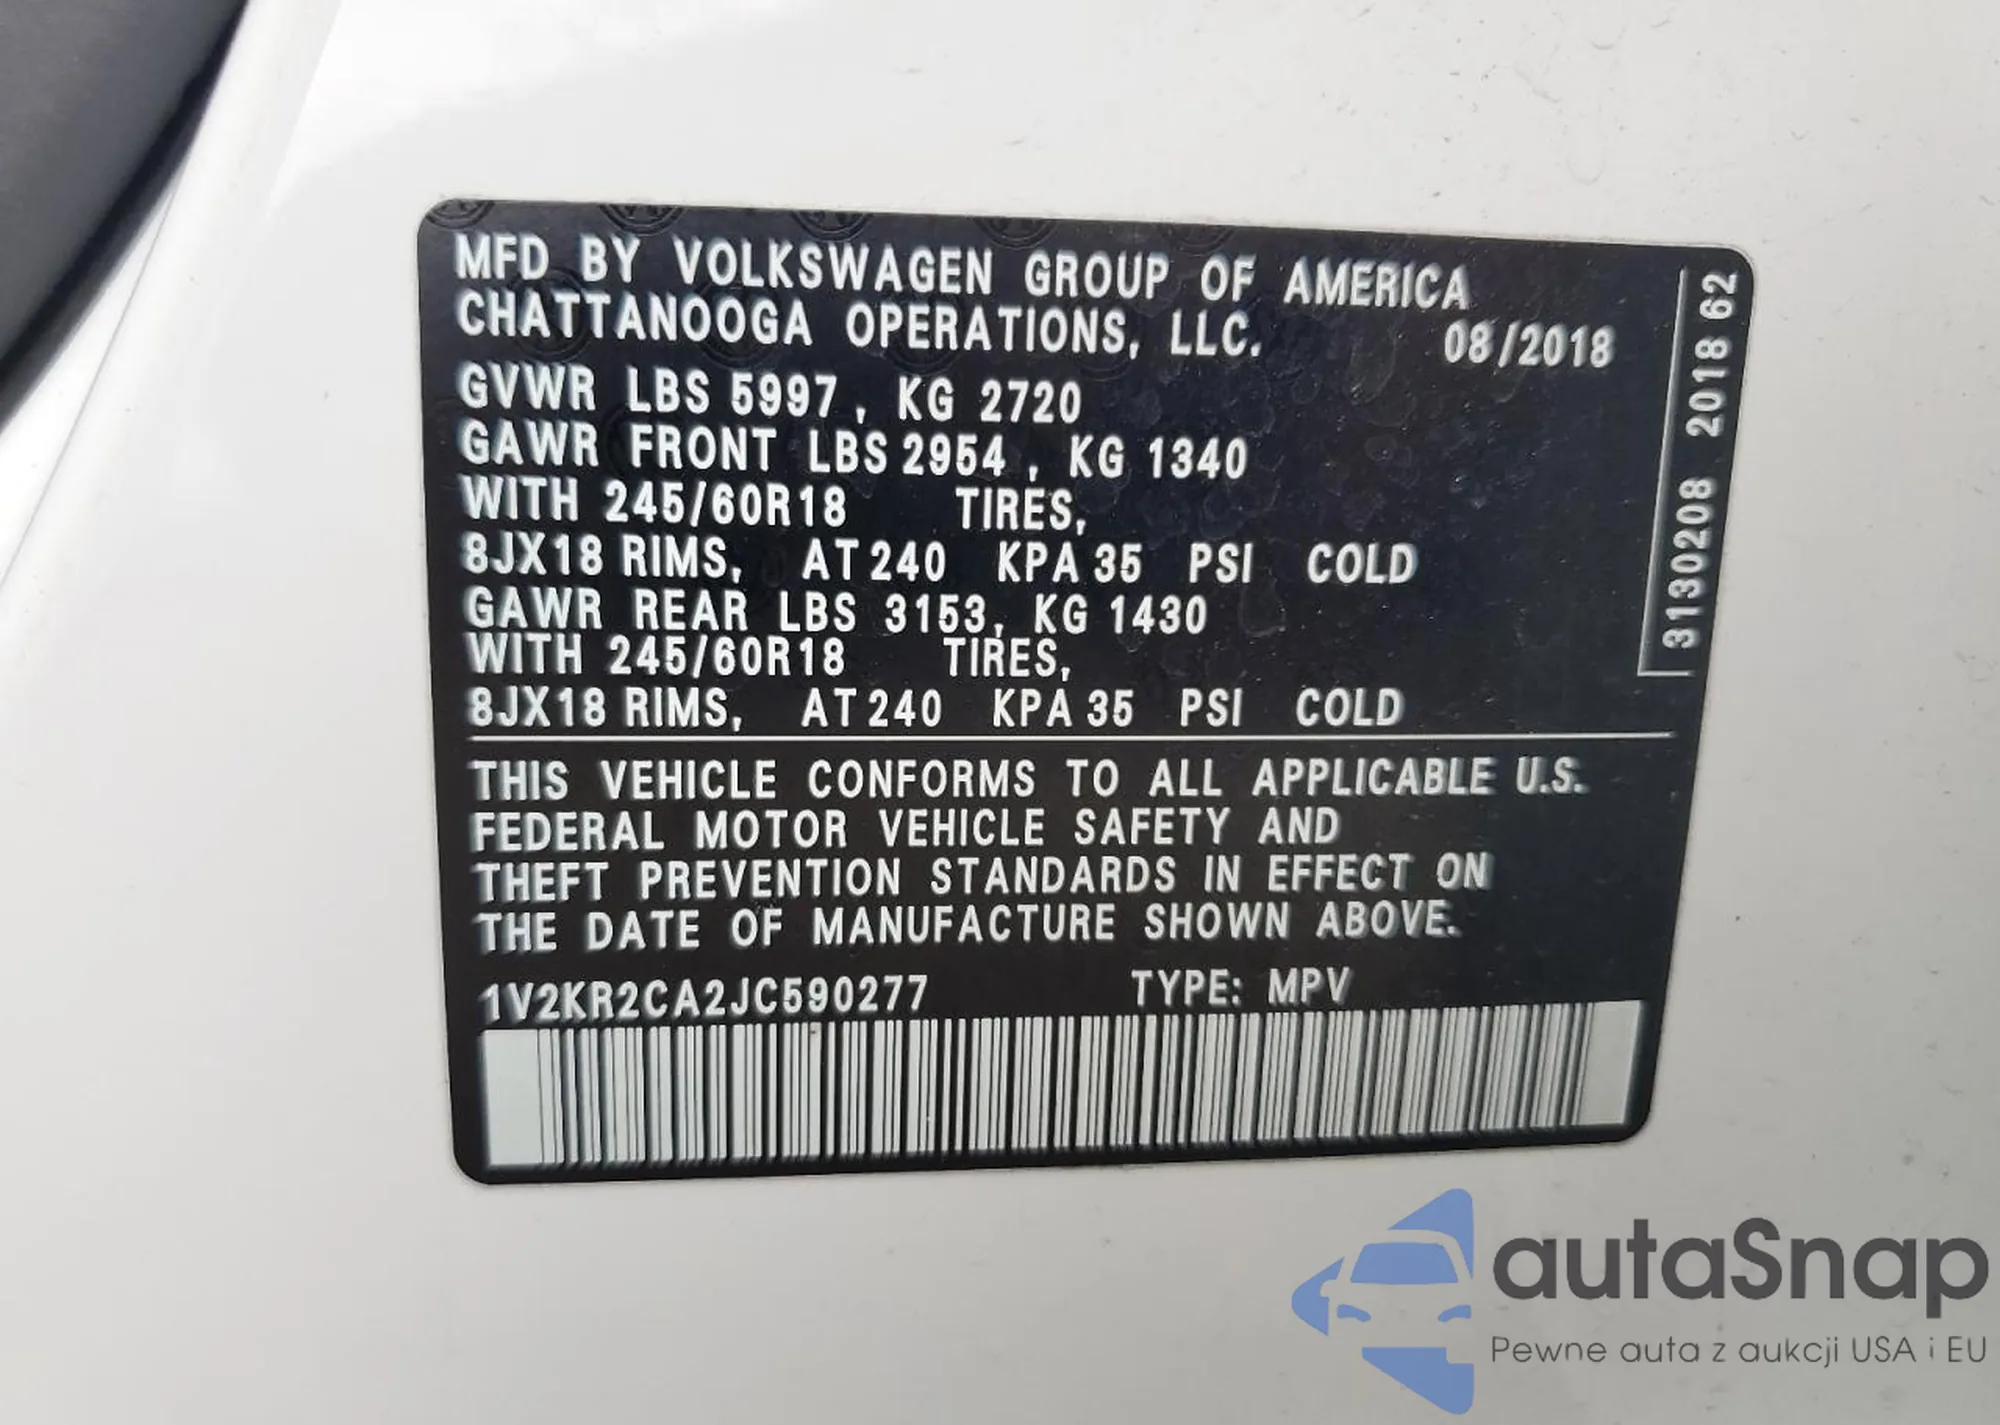 MFD BY VOLKSWAGEN GROUP OF AMERICA
CHATTANOOGA OPERATIONS, LLC. 08/2018
GVWR LBS 5997 , KG 2720
GAWR FRONT LBS 2954 , KG 1340
WITH 245/60R18 TIRES,
8JX18 RIMS, AT 240 KPA 35 PSI COLD
GAWR REAR LBS 3153, KG 1430
WITH 245/60R18 TIRES,
8JX18 RIMS, AT 240 KPA 35 PSI COLD
3130208 2018 62
THIS VEHICLE CONFORMS TO ALL APPLICABLE U.S.
FEDERAL MOTOR VEHICLE SAFETY AND
THEFT PREVENTION STANDARDS IN EFFECT ON
THE DATE OF MANUFACTURE SHOWN ABOVE.
1V2KR2CA2JC590277 TYPE: MPV
autaSnap
Pewne auta z aukcji USA i EU